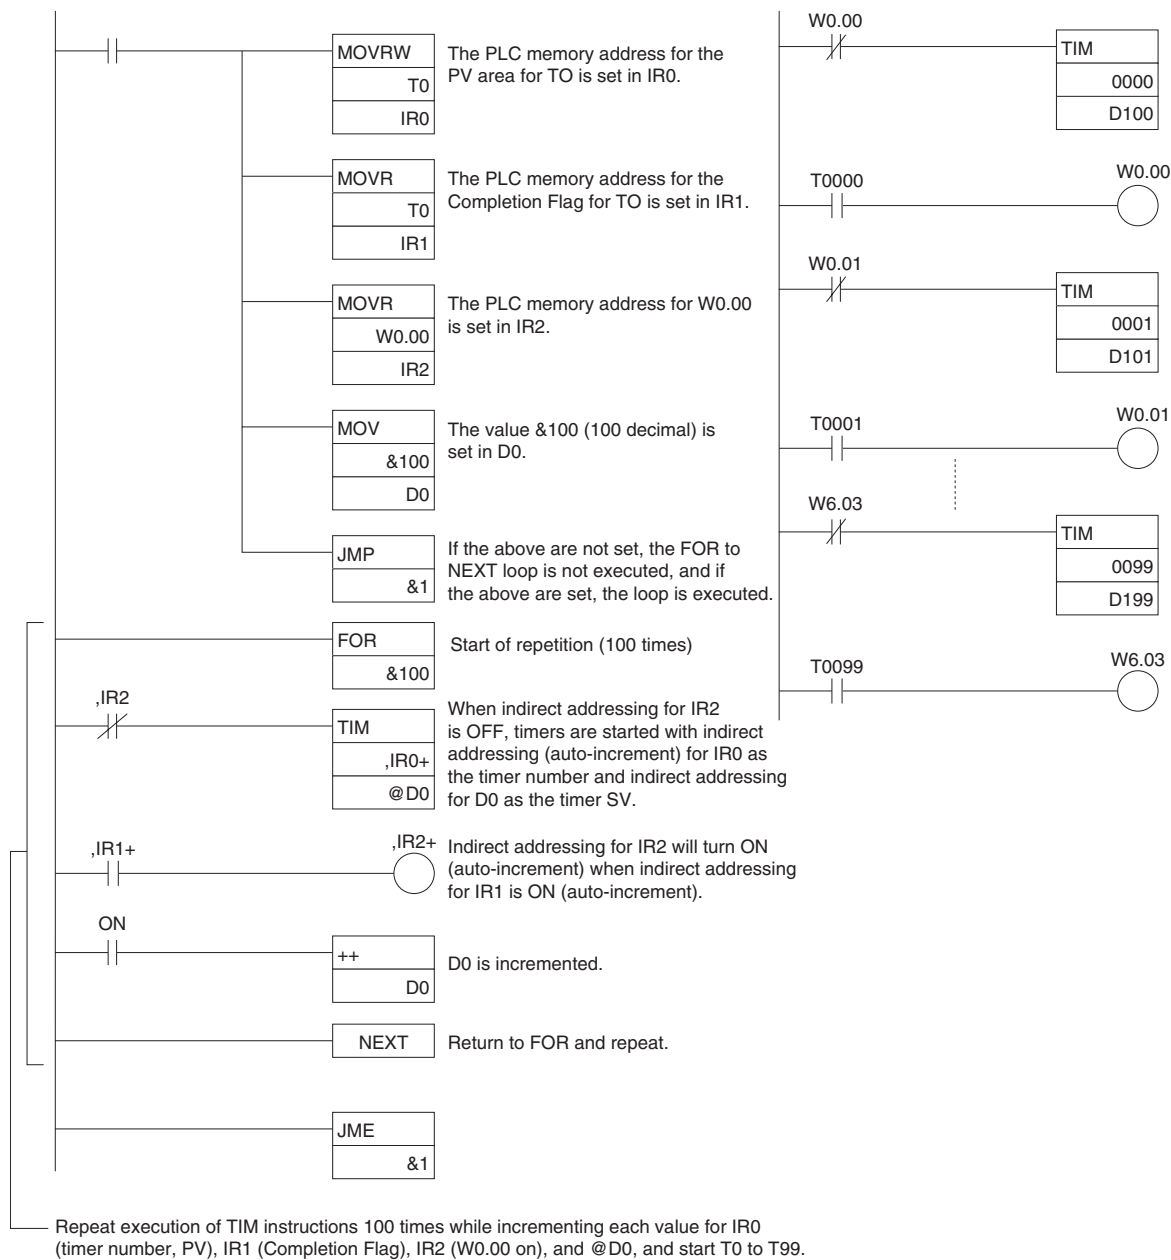 MOVRW
T0
IR0
The PLC memory address for the
PV area for TO is set in IR0.
MOVR
T0
IR1
The PLC memory address for the
Completion Flag for TO is set in IR1.
MOVR
W0.00
IR2
The PLC memory address for W0.00
is set in IR2.
MOV
&100
D0
The value &100 (100 decimal) is
set in D0.
JMP
&1
If the above are not set, the FOR to
NEXT loop is not executed, and if
the above are set, the loop is executed.
FOR
&100
Start of repetition (100 times)
,IR2
TIM
,IR0+
@D0
When indirect addressing for IR2
is OFF, timers are started with indirect
addressing (auto-increment) for IR0 as
the timer number and indirect addressing
for D0 as the timer SV.
,IR1+
,IR2+
Indirect addressing for IR2 will turn ON
(auto-increment) when indirect addressing
for IR1 is ON (auto-increment).
ON
++
D0
D0 is incremented.
NEXT
Return to FOR and repeat.
JME
&1
Repeat execution of TIM instructions 100 times while incrementing each value for IR0
(timer number, PV), IR1 (Completion Flag), IR2 (W0.00 on), and @D0, and start T0 to T99.
W0.00
TIM
0000
D100
T0000
W0.00
W0.01
TIM
0001
D101
T0001
W0.01
W6.03
TIM
0099
D199
T0099
W6.03